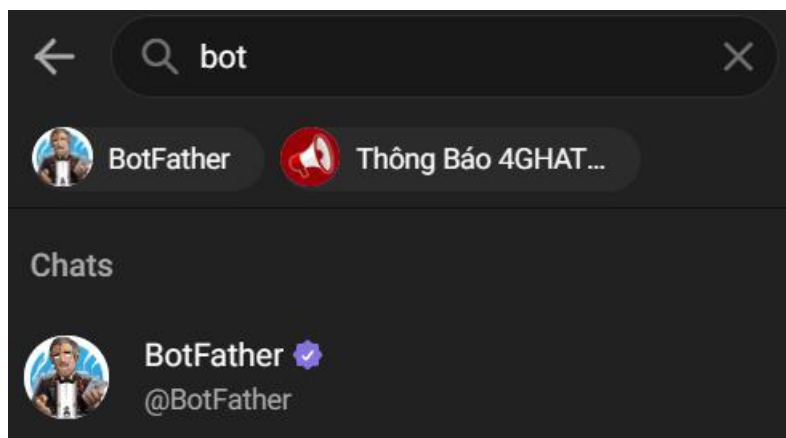 bot
BotFather
Thông Báo 4GHAT...
Chats
BotFather
@BotFather